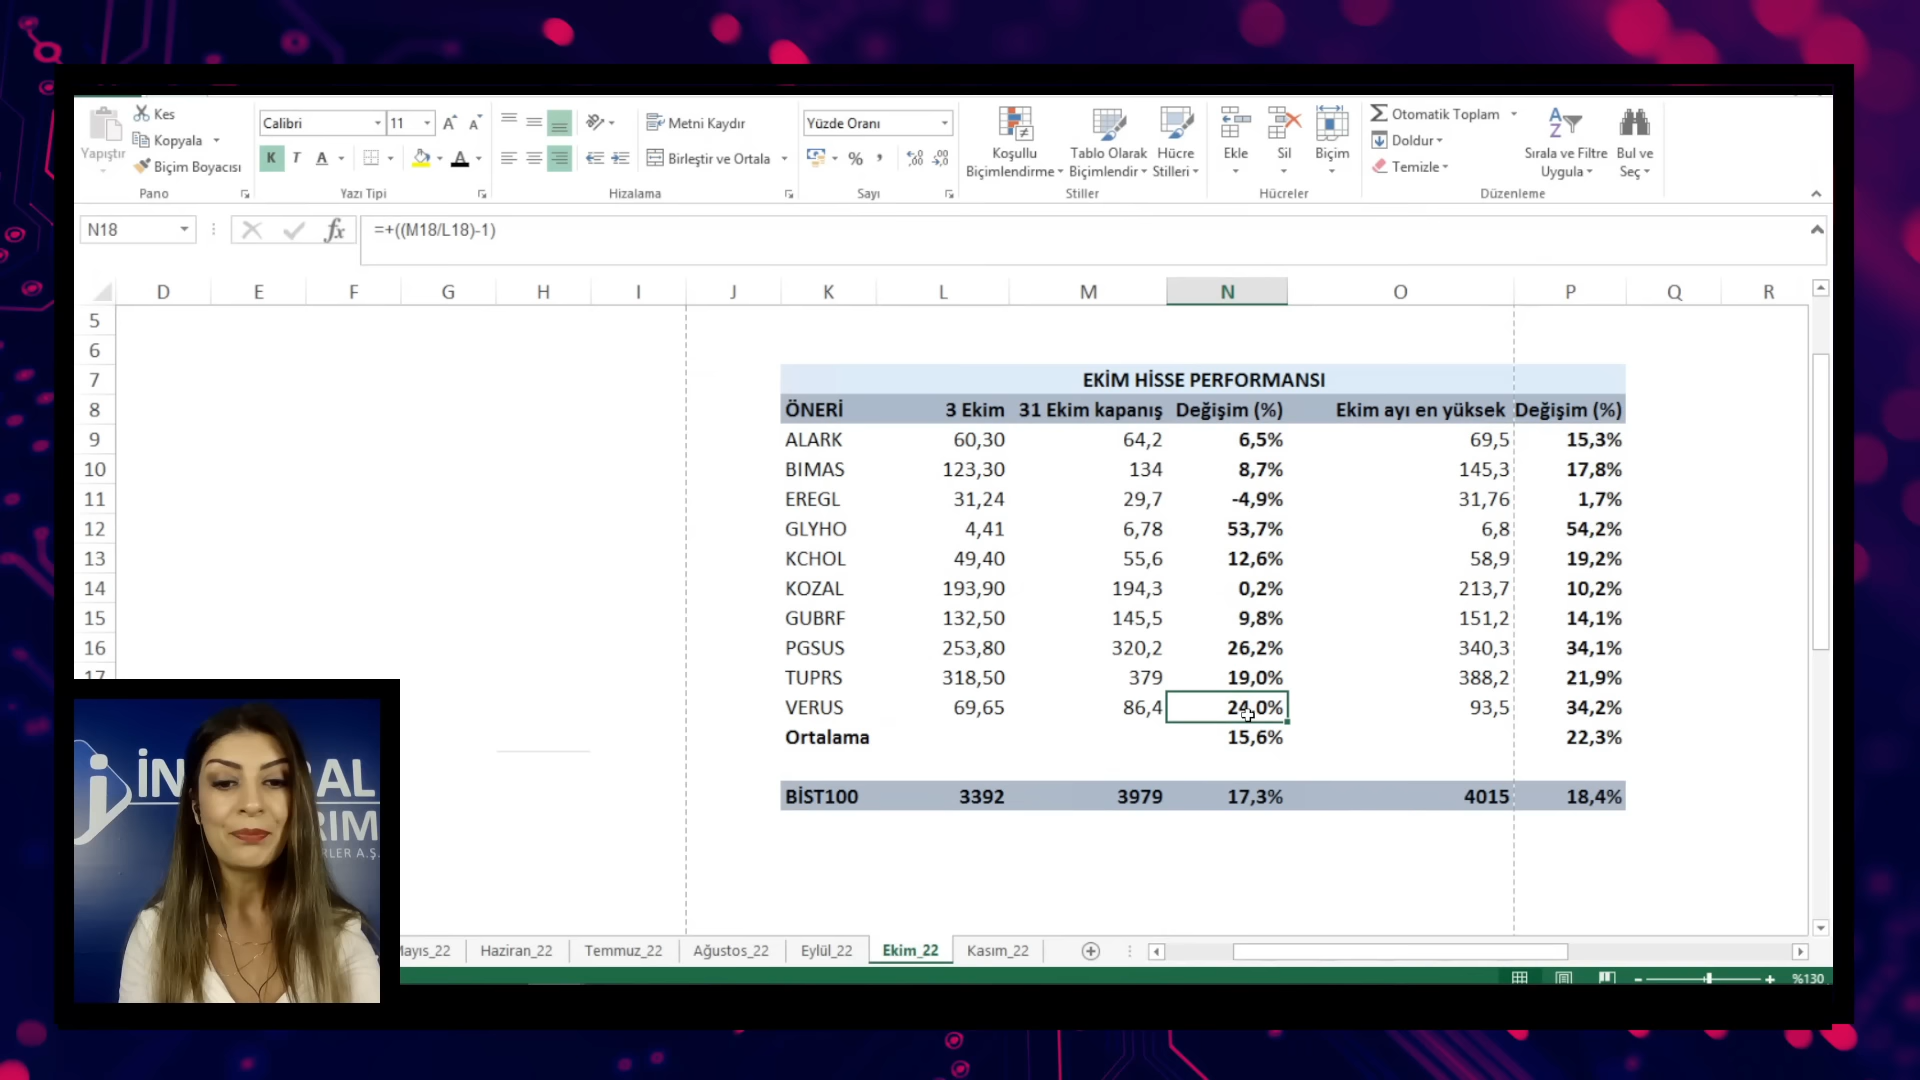 Yapıştır
Kes
Kopyala
Biçim Boyacısı
Pano
Calibri 11
K T A
Yazı Tipi
Metni Kaydır
Birleştir ve Ortala
Hizalama
Yüzde Oranı
%
Sayı
Koşullu Biçimlendirme
Tablo Olarak Biçimlendir
Hücre Stilleri
Stiller
Ekle
Sil
Biçim
Hücreler
Otomatik Toplam
Doldur
Temizle
Sırala ve Filtre Uygula
Bul ve Seç
Düzenleme
N18 fx =+((M18/L18)-1)
D E F G H I J K L M N O P Q R
5
6
7 EKİM HİSSE PERFORMANSI
8 ÖNERİ 3 Ekim 31 Ekim kapanış Değişim (%) Ekim ayı en yüksek Değişim (%)
9 ALARK 60,30 64,2 6,5% 69,5 15,3%
10 BIMAS 123,30 134 8,7% 145,3 17,8%
11 EREGL 31,24 29,7 -4,9% 31,76 1,7%
12 GLYHO 4,41 6,78 53,7% 6,8 54,2%
13 KCHOL 49,40 55,6 12,6% 58,9 19,2%
14 KOZAL 193,90 194,3 0,2% 213,7 10,2%
15 GUBRF 132,50 145,5 9,8% 151,2 14,1%
16 PGSUS 253,80 320,2 26,2% 340,3 34,1%
17 TUPRS 318,50 379 19,0% 388,2 21,9%
VERUS 69,65 86,4 24,0% 93,5 34,2%
Ortalama 15,6% 22,3%
BİST100 3392 3979 17,3% 4015 18,4%
İN RAL
RIM
RLER A.Ş.
Mayıs_22 Haziran_22 Temmuz_22 Ağustos_22 Eylül_22 Ekim_22 Kasım_22
%130